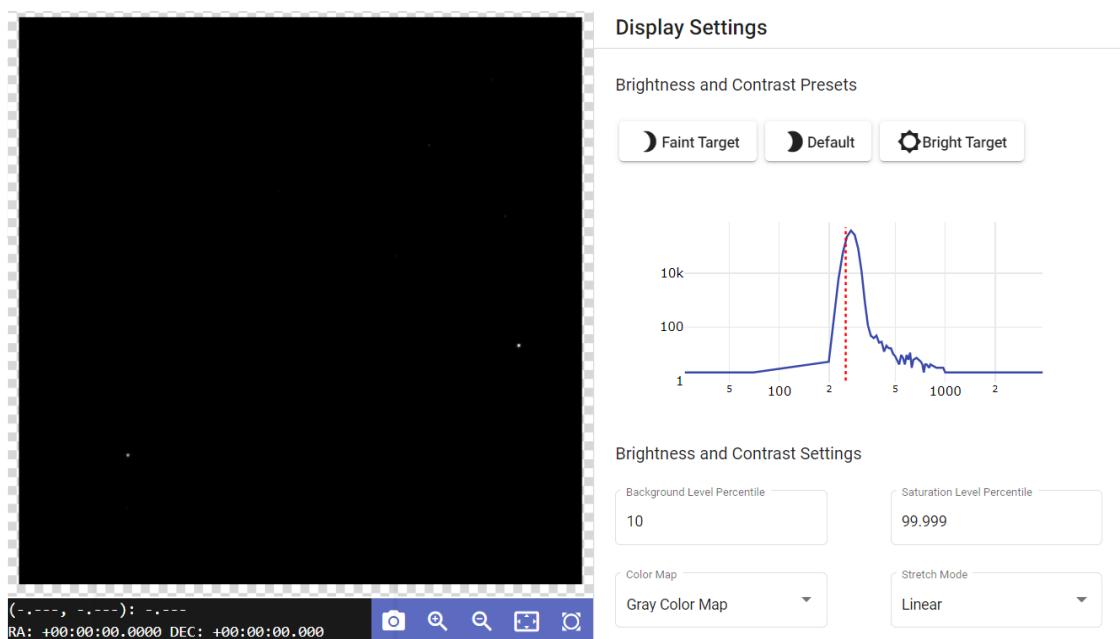 Display Settings
Brightness and Contrast Presets
Faint Target
Default
Bright Target
10k
100
1
5
100
2
5
1000
2
Brightness and Contrast Settings
Background Level Percentile
10
Saturation Level Percentile
99.999
Color Map
Gray Color Map
Stretch Mode
Linear
(-.---, -.---): -.---
RA: +00:00:00.0000 DEC: +00:00:00.000